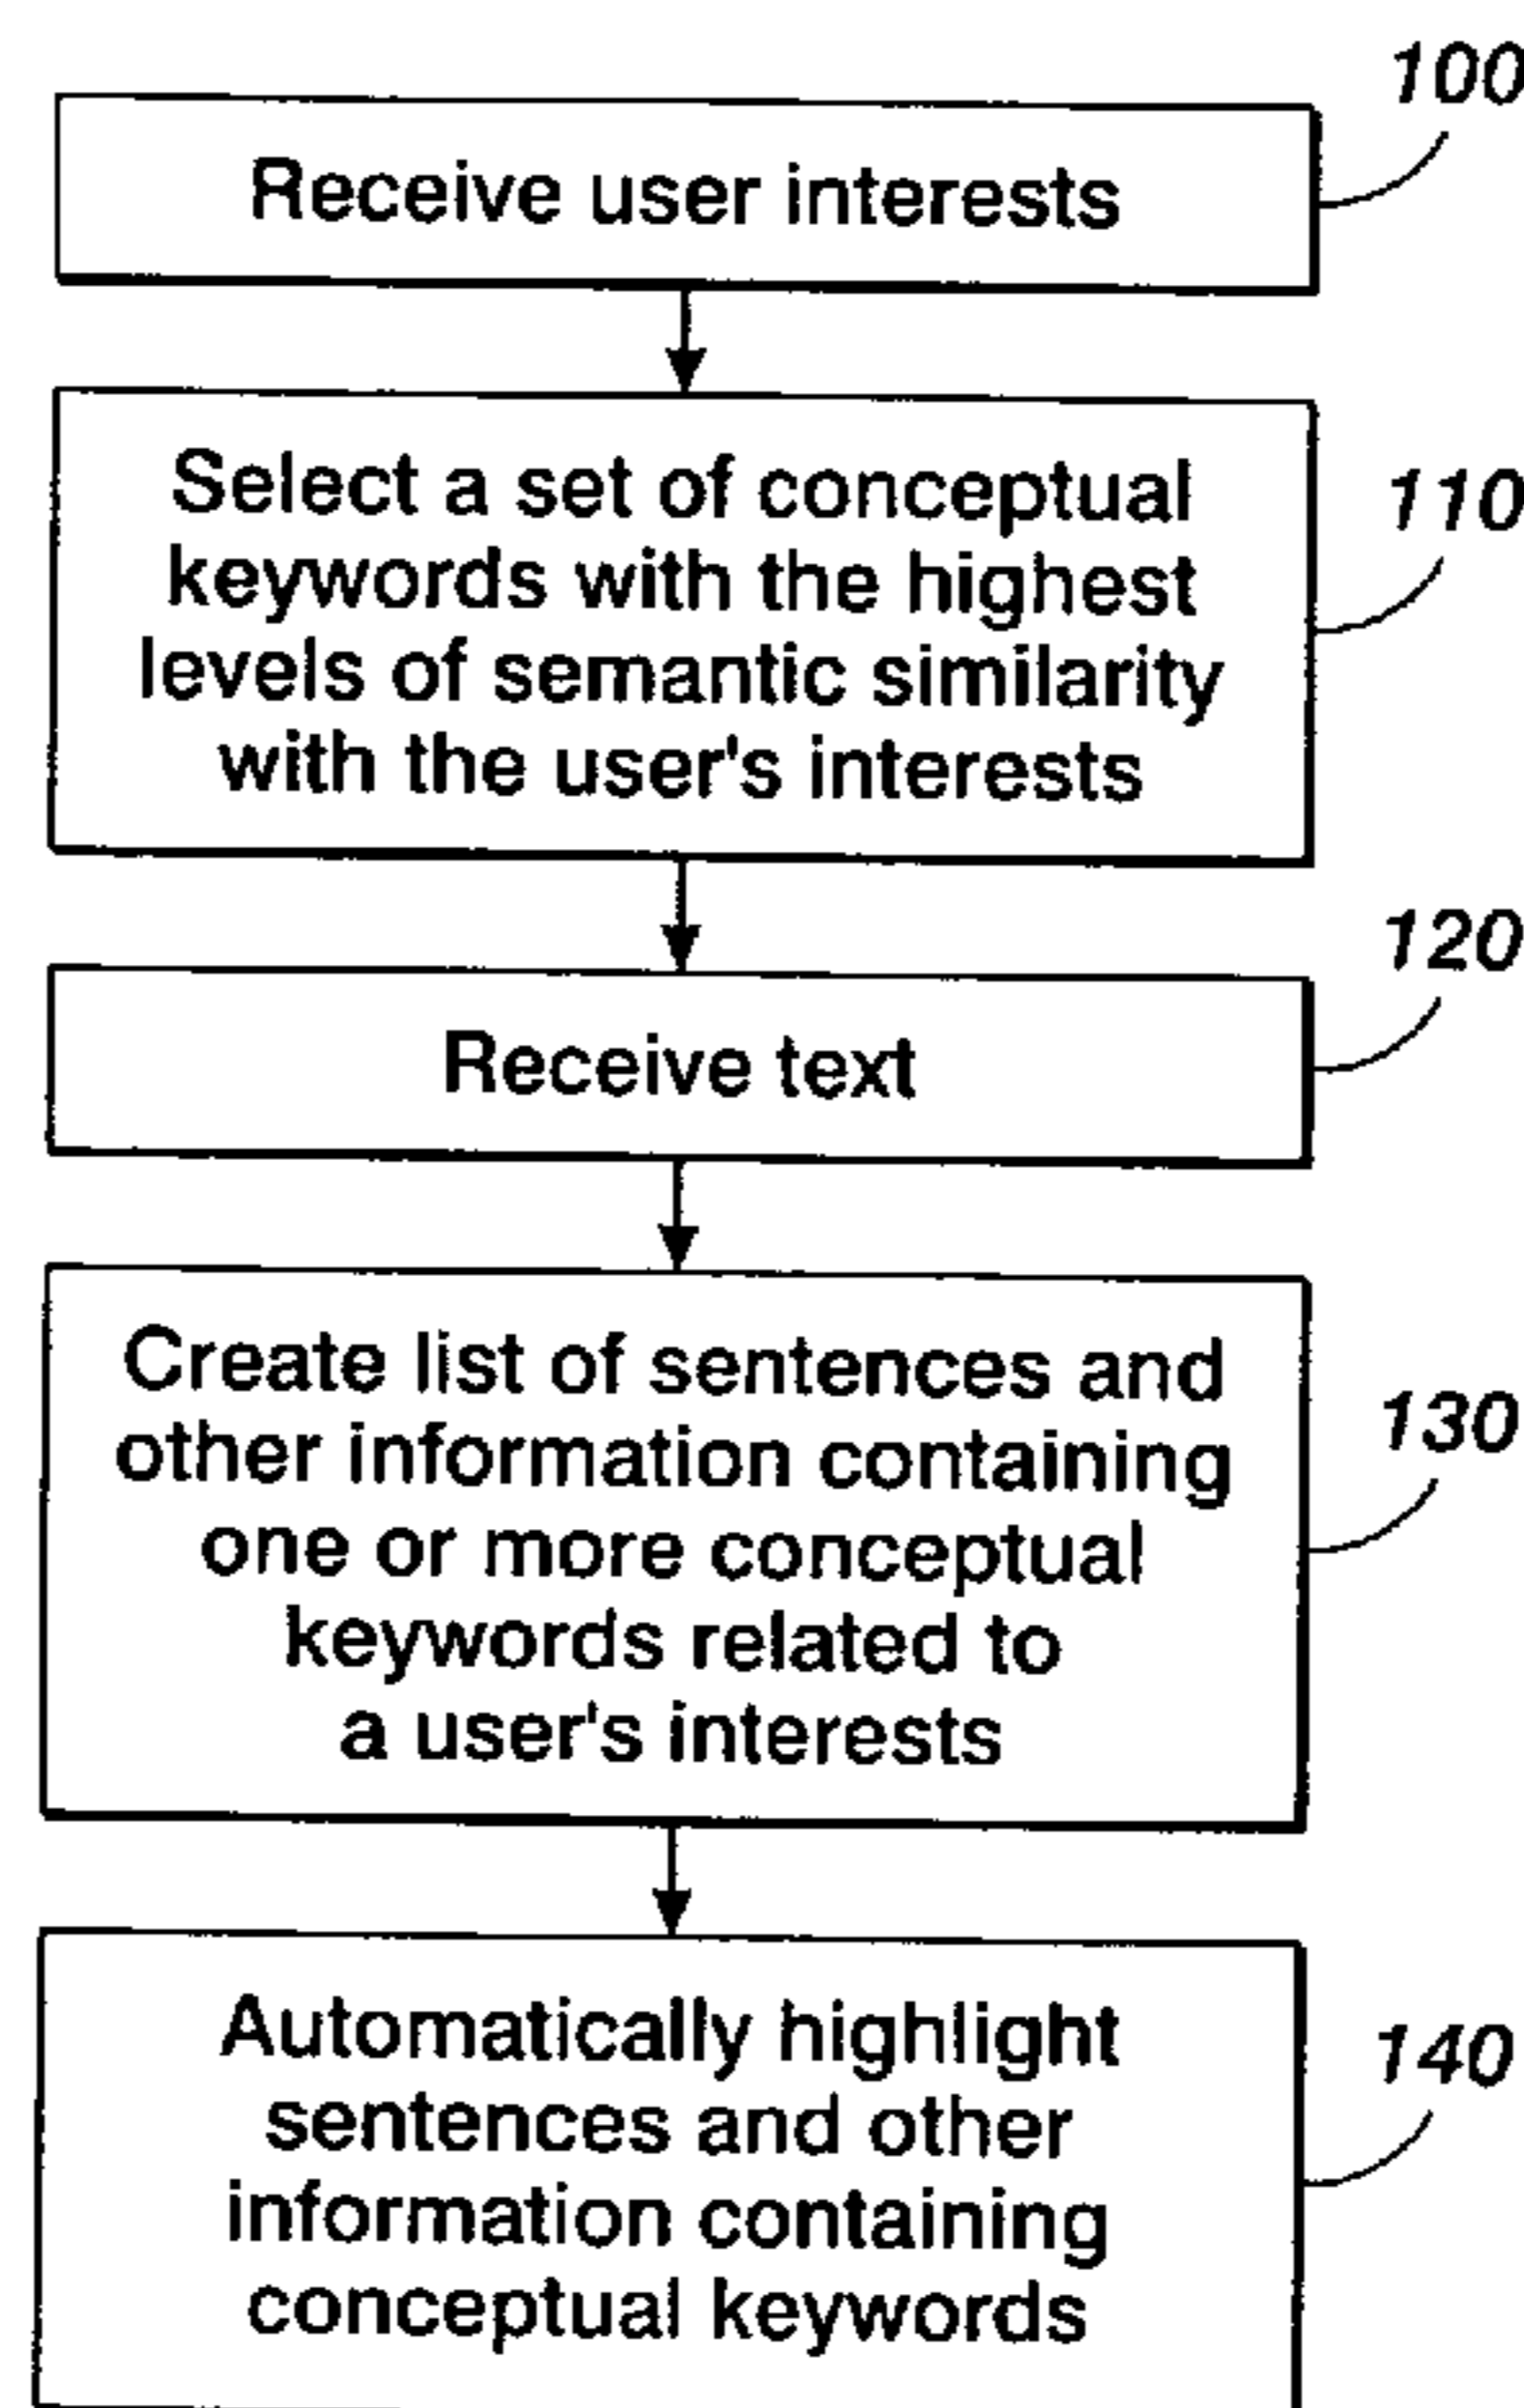 100
Receive user interests
110
Select a set of conceptual
keywords with the highest
levels of semantic similarity
with the user's interests
120
Receive text
130
Create list of sentences and
other information containing
one or more conceptual
keywords related to
a user's interests
140
Automatically highlight
sentences and other
information containing
conceptual keywords